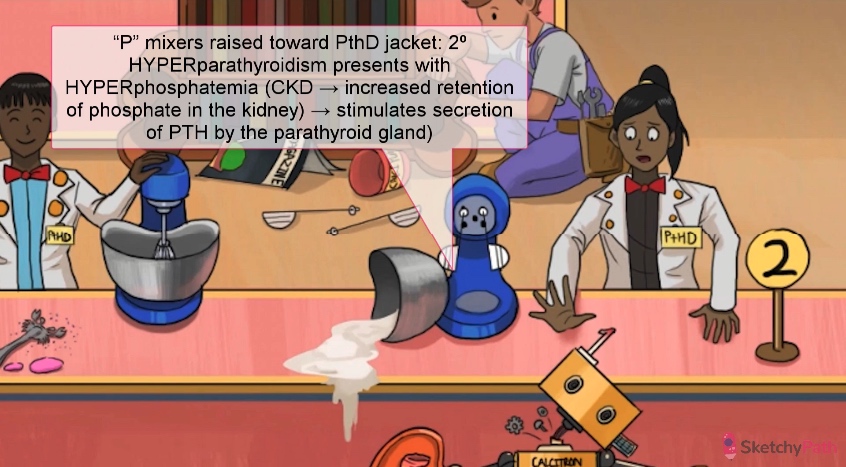 “P” mixers raised toward PthD jacket: 2º
HYPERparathyroidism presents with
HYPERphosphatemia (CKD → increased retention
of phosphate in the kidney) → stimulates secretion
of PTH by the parathyroid gland)
PtHD
PtHD
2
CALCITRON
SketchyPath